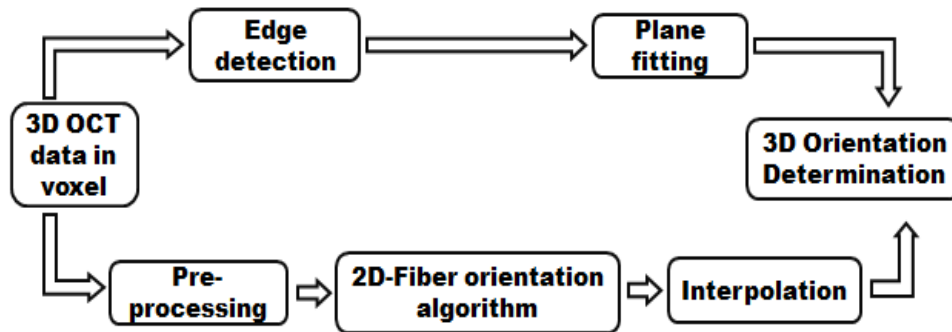 Edge
detection
Plane
fitting
3D OCT
data in
voxel
3D Orientation
Determination
Pre-
processing
2D-Fiber orientation
algorithm
Interpolation